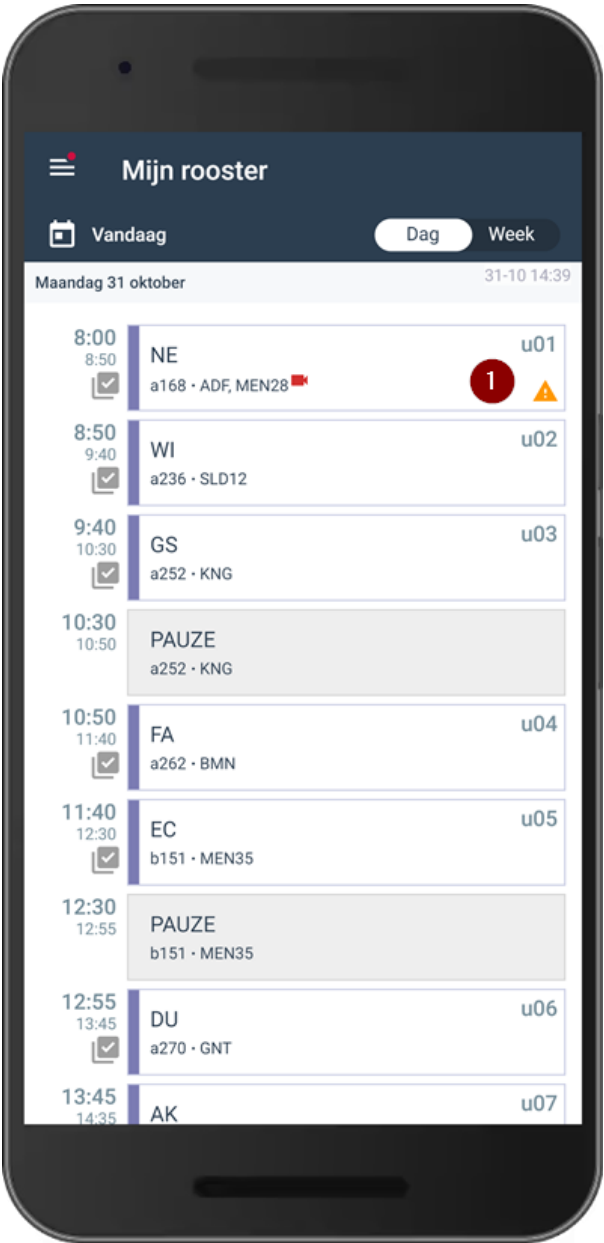 Mijn rooster
Vandaag Dag Week
Maandag 31 oktober 31-10 14:39
8:00 NE u01
8:50 a168 • ADF, MEN28 1
8:50 WI u02
9:40 a236 • SLD12
9:40 GS u03
10:30 a252 • KNG
10:30 PAUZE
10:50 a252 • KNG
10:50 FA u04
11:40 a262 • BMN
11:40 EC u05
12:30 b151 • MEN35
12:30 PAUZE
12:55 b151 • MEN35
12:55 DU u06
13:45 a270 • GNT
13:45 AK u07
14:35